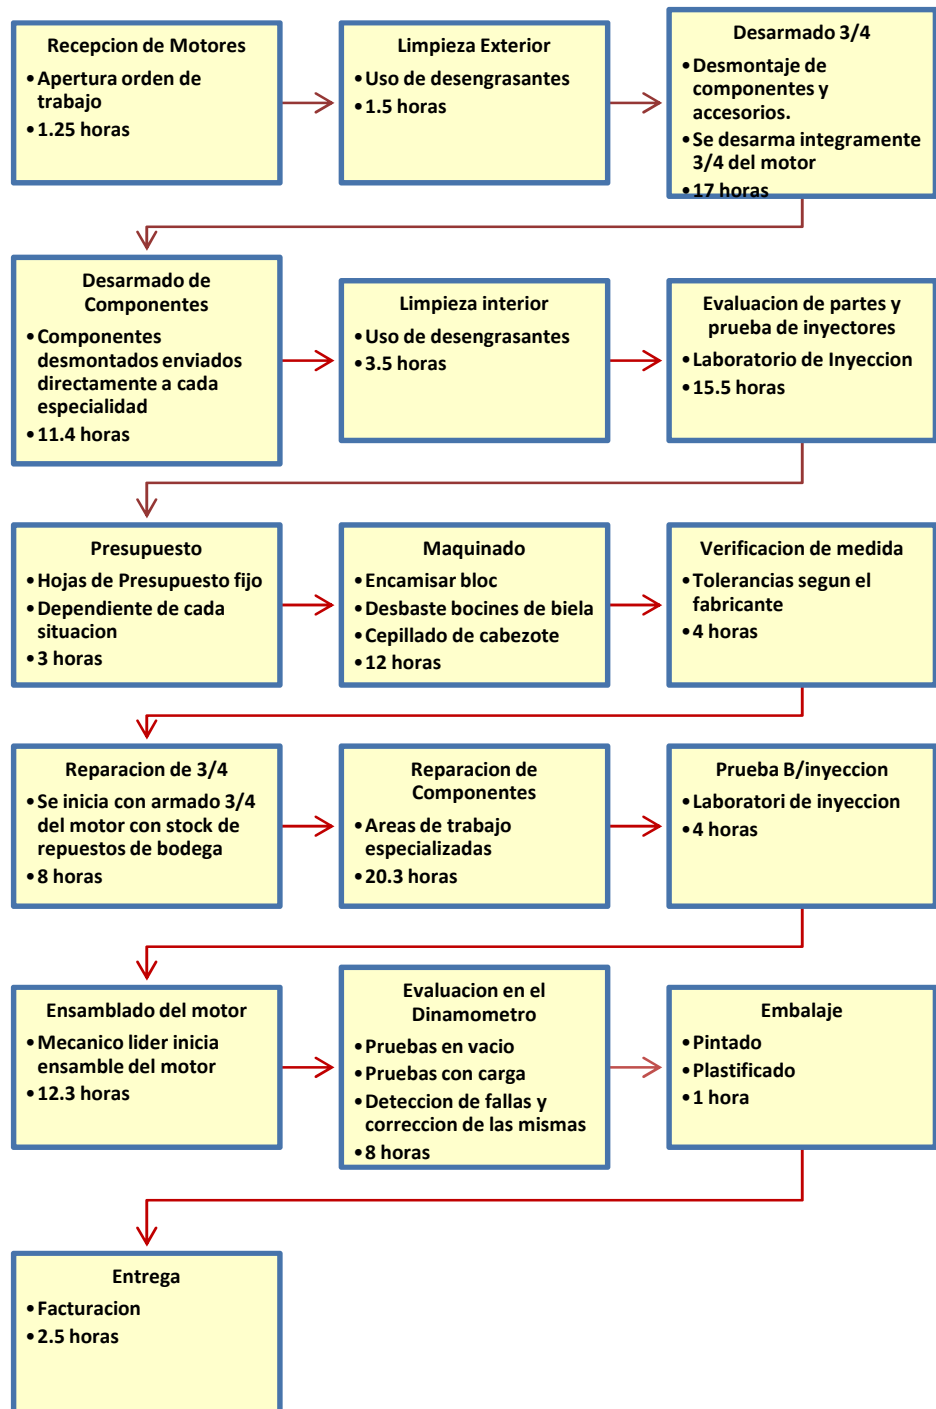 Recepcion de Motores
• Apertura orden de
trabajo
• 1.25 horas
Limpieza Exterior
• Uso de desengrasantes
• 1.5 horas
Desarmado 3/4
• Desmontaje de
componentes y
accesorios.
• Se desarma integramente
3/4 del motor
• 17 horas
Desarmado de
Componentes
• Componentes
desmontados enviados
directamente a cada
especialidad
• 11.4 horas
Limpieza interior
• Uso de desengrasantes
• 3.5 horas
Evaluacion de partes y
prueba de inyectores
• Laboratorio de Inyeccion
• 15.5 horas
Presupuesto
• Hojas de Presupuesto fijo
• Dependiente de cada
situacion
• 3 horas
Maquinado
• Encamisar bloc
• Desbaste bocines de biela
• Cepillado de cabezote
• 12 horas
Verificacion de medida
• Tolerancias segun el
fabricante
• 4 horas
Reparacion de 3/4
• Se inicia con armado 3/4
del motor con stock de
repuestos de bodega
• 8 horas
Reparacion de
Componentes
• Areas de trabajo
especializadas
• 20.3 horas
Prueba B/inyeccion
• Laboratori de inyeccion
• 4 horas
Ensamblado del motor
• Mecanico lider inicia
ensamble del motor
• 12.3 horas
Evaluacion en el
Dinamometro
• Pruebas en vacio
• Pruebas con carga
• Deteccion de fallas y
correccion de las mismas
• 8 horas
Embalaje
• Pintado
• Plastificado
• 1 hora
Entrega
• Facturacion
• 2.5 horas